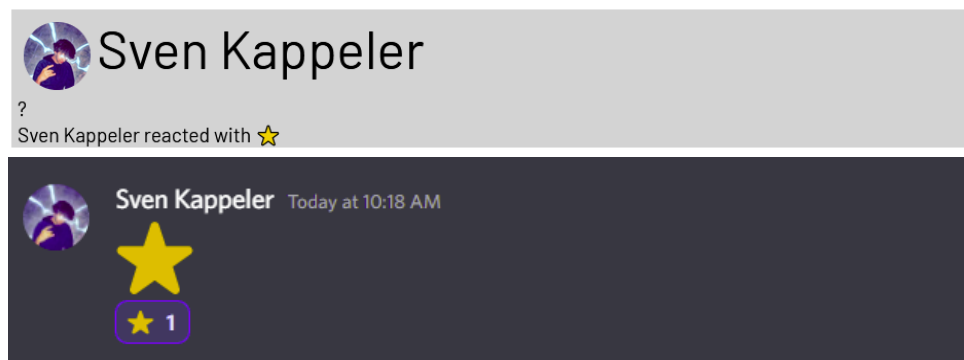 Sven Kappeler
?
Sven Kappeler reacted with ⭐
Sven Kappeler Today at 10:18 AM
⭐
⭐ 1